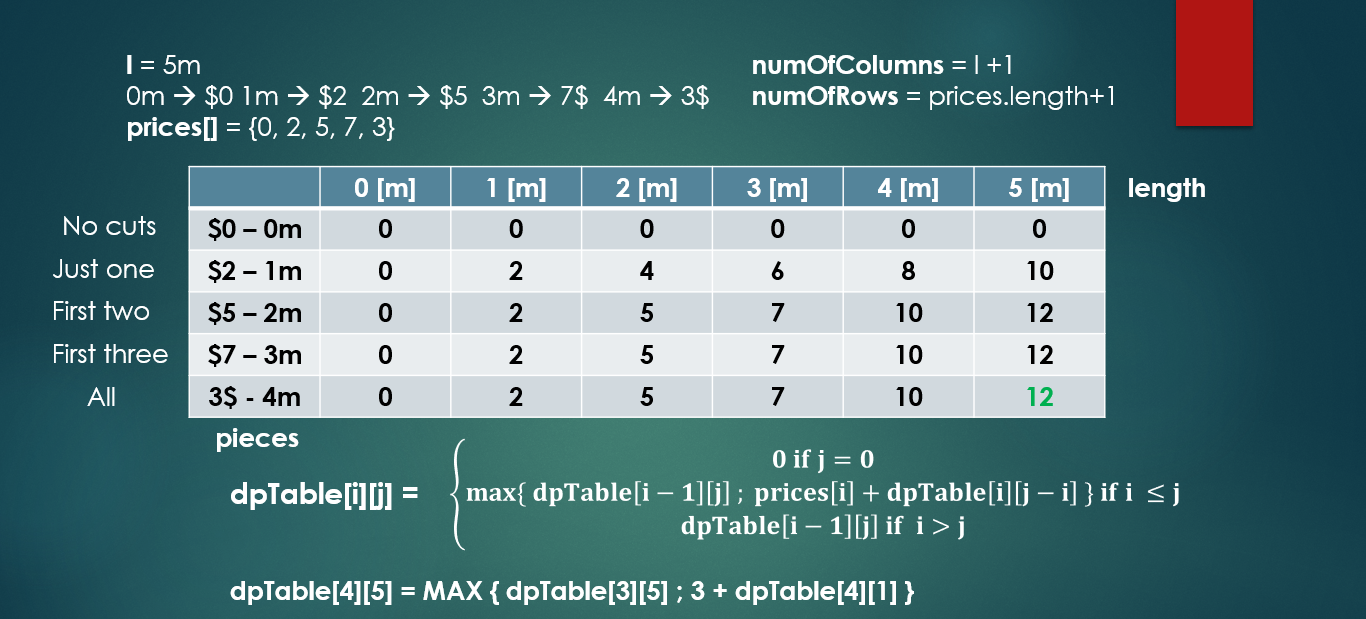 l = 5m
0m → $0 1m → $2 2m → $5 3m → 7$ 4m → 3$
prices[] = {0, 2, 5, 7, 3}
numOfColumns = l +1
numOfRows = prices.length+1
0 [m] 1 [m] 2 [m] 3 [m] 4 [m] 5 [m] length
No cuts $0 – 0m 0 0 0 0 0 0
Just one $2 – 1m 0 2 4 6 8 10
First two $5 – 2m 0 2 5 7 10 12
First three $7 – 3m 0 2 5 7 10 12
All 3$ - 4m 0 2 5 7 10 12
pieces
0 if j = 0
dpTable[i][j] = { max{ dpTable[i − 1][j] ; prices[i] + dpTable[i][j − i] } if i ≤ j
dpTable[i − 1][j] if i > j
dpTable[4][5] = MAX { dpTable[3][5] ; 3 + dpTable[4][1] }